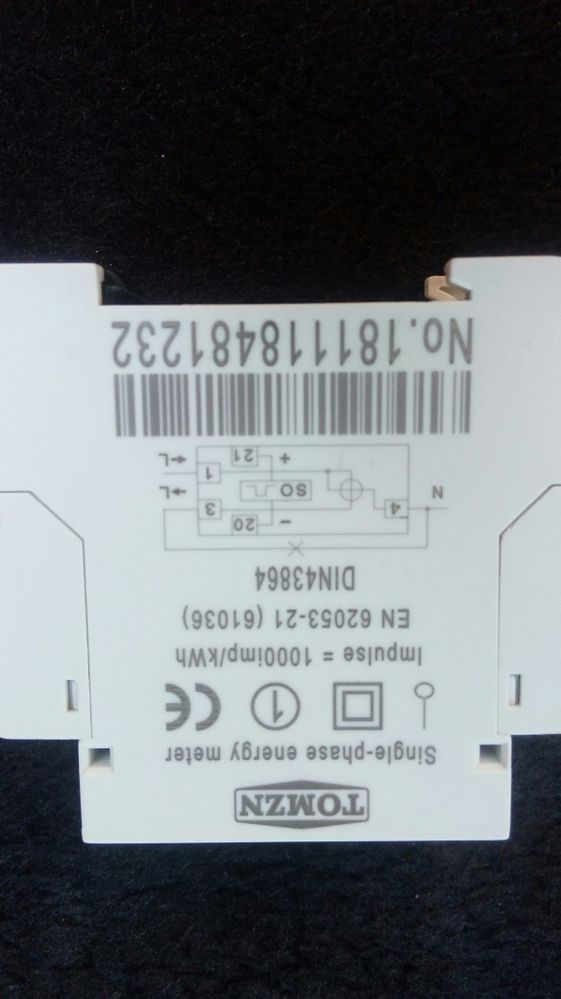 TOMZN
Single-phase energy meter
1 CE
Impulse = 1000imp/kWh
EN 62053-21 (61036)
DIN43864
20 −
N 4 SO 3 L
1 L
21 +
No.181118481232